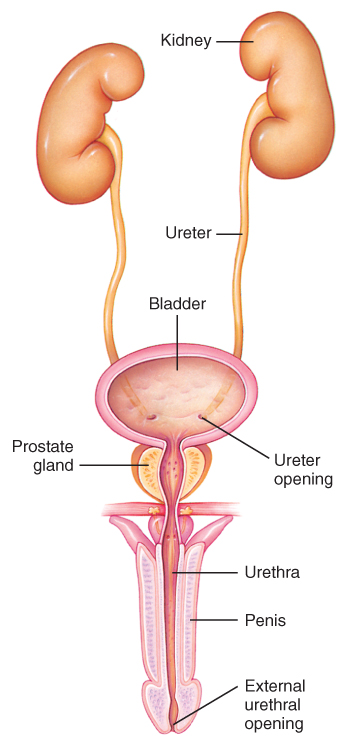 Kidney
Ureter
Bladder
Prostate
gland
Ureter
opening
Urethra
Penis
External
urethral
opening